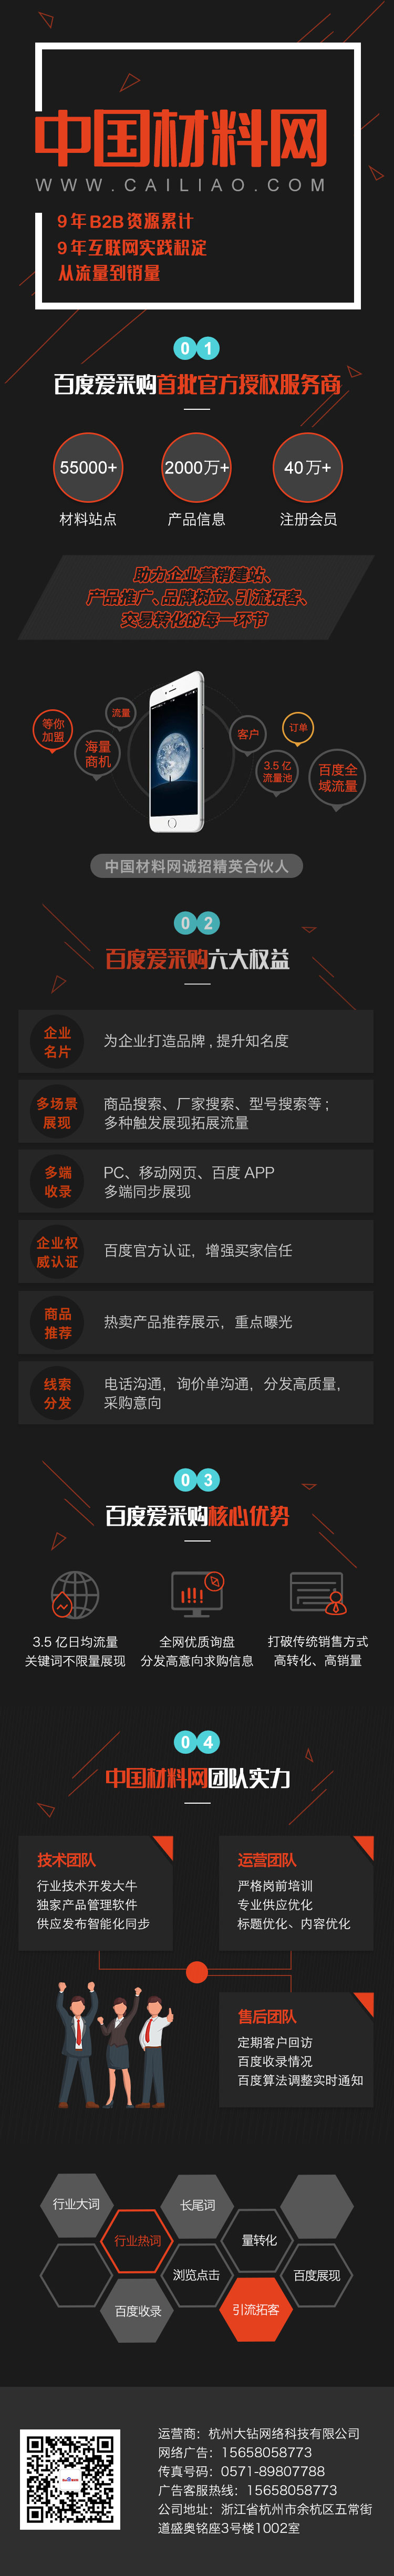 中国材料网
WWW.CAILIAO.COM
9年B2B资源累计
9年互联网实践积淀
从流量到销量
01
百度爱采购首批官方授权服务商
55000+
2000万+
40万+
材料站点
产品信息
注册会员
助力企业营销建站、
产品推广、品牌树立、引流拓客、
交易转化的每一环节
等你
加盟
海量
商机
流量
客户
订单
3.5亿
流量池
百度全
域流量
中国材料网诚招精英合伙人
02
百度爱采购六大权益
企业
名片
为企业打造品牌,提升知名度
多场景
展现
商品搜索、厂家搜索、型号搜索等;
多种触发展现拓展流量
多端
收录
PC、移动网页、百度 APP
多端同步展现
企业权
威认证
百度官方认证,增强买家信任
商品
推荐
热卖产品推荐展示,重点曝光
线索
分发
电话沟通,询价单沟通,分发高质量,
采购意向
03
百度爱采购核心优势
3.5 亿日均流量
关键词不限量展现
全网优质询盘
分发高意向求购信息
打破传统销售方式
高转化、高销量
04
中国材料网团队实力
技术团队
行业技术开发大牛
独家产品管理软件
供应发布智能化同步
运营团队
严格岗前培训
专业供应优化
标题优化、内容优化
售后团队
定期客户回访
百度收录情况
百度算法调整实时通知
行业大词
行业热词
长尾词
量转化
浏览点击
百度展现
百度收录
引流拓客
运营商：杭州大钻网络科技有限公司
网络广告：15658058773
传真号码：0571-89807788
广告客服热线：15658058773
公司地址：浙江省杭州市余杭区五常街
道盛奥铭座3号楼1002室